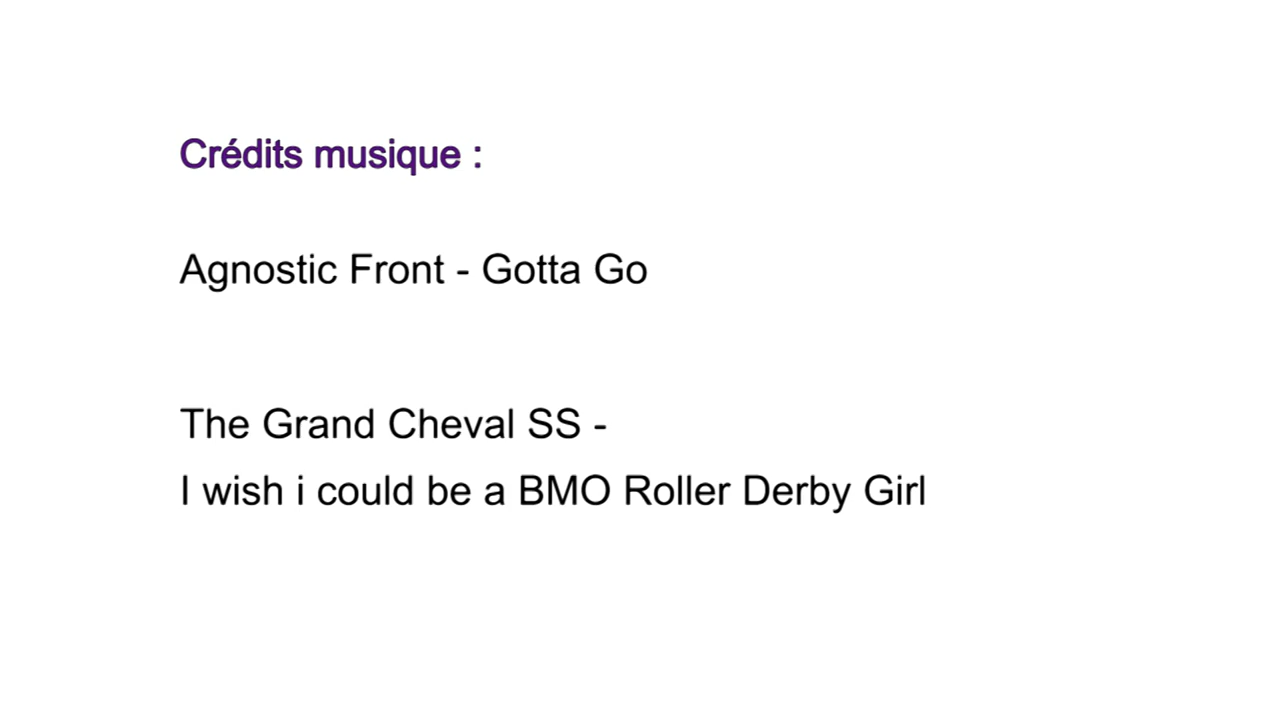 Crédits musique :
Agnostic Front - Gotta Go
The Grand Cheval SS -
I wish i could be a BMO Roller Derby Girl